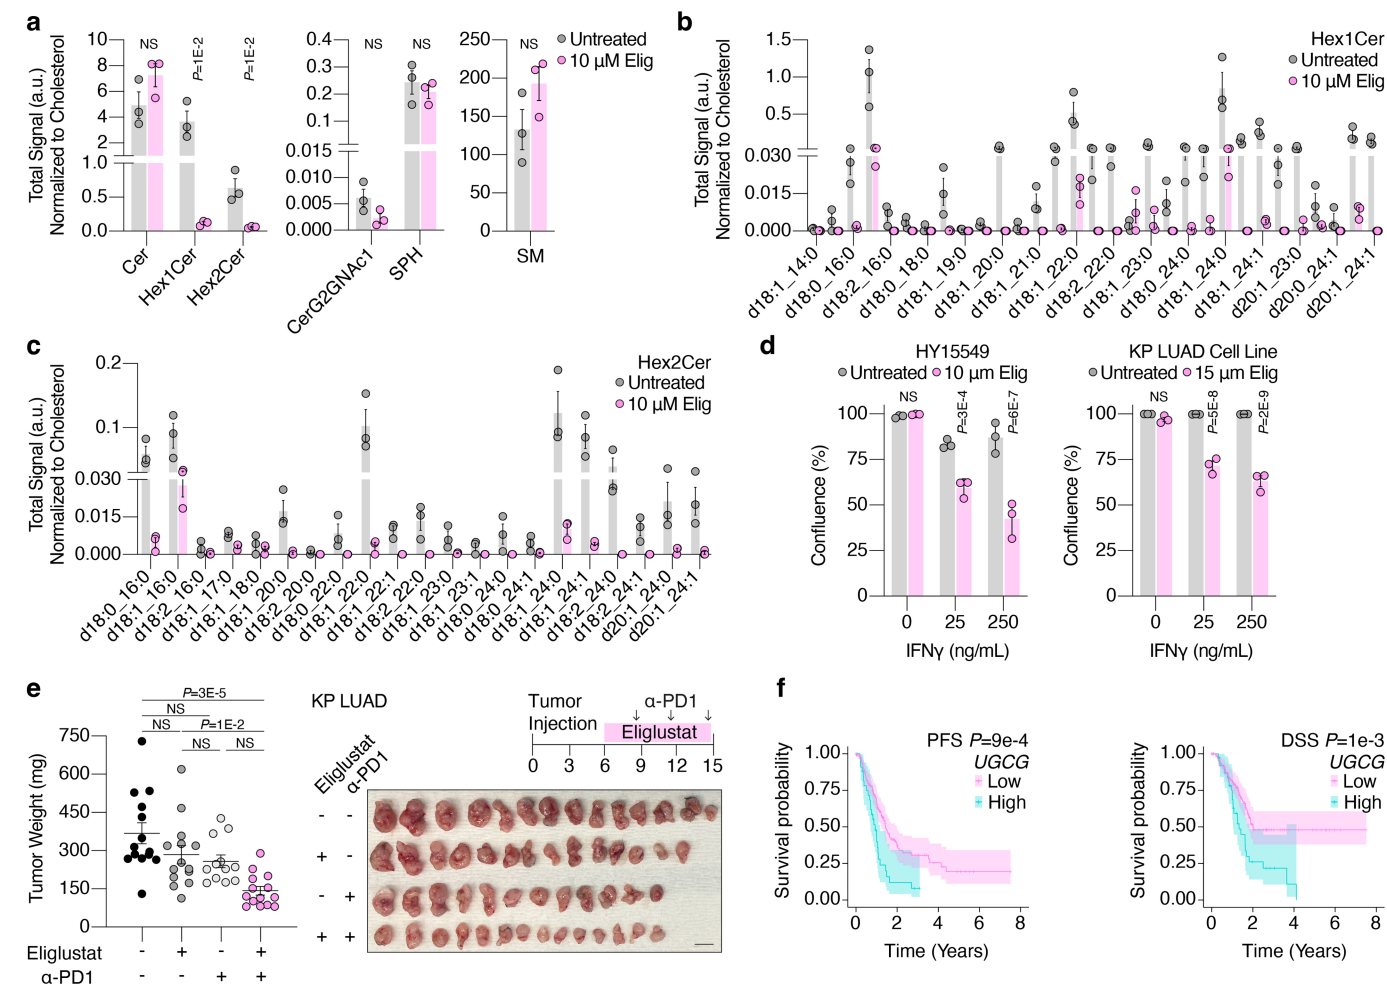 a
Total Signal (a.u.)
Normalized to Cholesterol
10
8
6
4
2
1.0
0.5
0.0
NS
P=1E-2
P=1E-2
Cer
Hex1Cer
Hex2Cer
0.4
0.3
0.2
0.1
0.015
0.010
0.005
0.000
NS
NS
CerG2GNAc1
SPH
250
200
150
100
50
0
NS
SM
Untreated
10 µM Elig
b
Total Signal (a.u.)
Normalized to Cholesterol
1.5
1.0
0.5
0.030
0.015
0.000
Hex1Cer
Untreated
10 µM Elig
d18:1_14:0
d18:0_16:0
d18:2_16:0
d18:0_18:0
d18:1_19:0
d18:1_20:0
d18:1_21:0
d18:1_22:0
d18:2_22:0
d18:1_23:0
d18:0_24:0
d18:1_24:0
d18:1_24:1
d20:1_23:0
d20:0_24:1
d20:1_24:1
c
Total Signal (a.u.)
Normalized to Cholesterol
0.2
0.1
0.030
0.015
0.000
Hex2Cer
Untreated
10 µM Elig
d18:0_16:0
d18:1_16:0
d18:2_16:0
d18:1_17:0
d18:1_18:0
d18:1_20:0
d18:2_20:0
d18:0_22:0
d18:1_22:0
d18:1_22:1
d18:2_22:0
d18:1_23:0
d18:1_23:1
d18:0_24:0
d18:0_24:1
d18:1_24:0
d18:1_24:1
d18:2_24:0
d18:2_24:1
d20:1_24:0
d20:1_24:1
d
HY15549
Untreated
10 µm Elig
Confluence (%)
100
75
50
25
0
NS
P=3E-4
P=6E-7
0
25
250
IFNγ (ng/mL)
KP LUAD Cell Line
Untreated
15 µm Elig
Confluence (%)
100
75
50
25
0
NS
P=5E-8
P=2E-9
0
25
250
IFNγ (ng/mL)
e
P=3E-5
NS
NS
P=1E-2
NS
NS
Tumor Weight (mg)
750
600
450
300
150
0
Eliglustat - + - +
α-PD1 - - + +
KP LUAD
Eliglustat
α-PD1
- -
+ -
- +
+ +
Tumor
Injection
α-PD1
Eliglustat
0 3 6 9 12 15
f
PFS P=9e-4
UGCG
Low
High
Survival probability
1.00
0.75
0.50
0.25
0.00
0 2 4 6 8
Time (Years)
DSS P=1e-3
UGCG
Low
High
Survival probability
1.00
0.75
0.50
0.25
0.00
0 2 4 6 8
Time (Years)